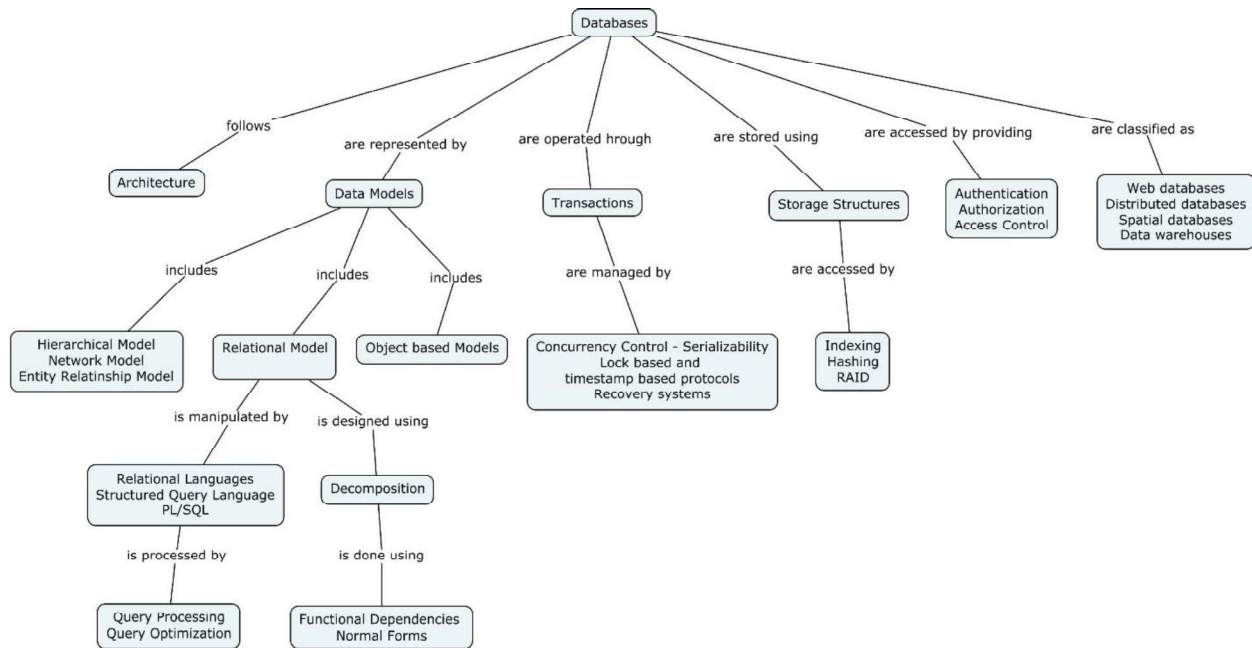 Databases
follows
are represented by
are operated hrough
are stored using
are accessed by providing
are classified as
Architecture
Data Models
Transactions
Storage Structures
Authentication
Authorization
Access Control
Web databases
Distributed databases
Spatial databases
Data warehouses
includes
includes
includes
are managed by
are accessed by
Hierarchical Model
Network Model
Entity Relatinship Model
Relational Model
Object based Models
Concurrency Control - Serializability
Lock based and
timestamp based protocols
Recovery systems
Indexing
Hashing
RAID
is manipulated by
is designed using
Relational Languages
Structured Query Language
PL/SQL
Decomposition
is processed by
is done using
Query Processing
Query Optimization
Functional Dependencies
Normal Forms